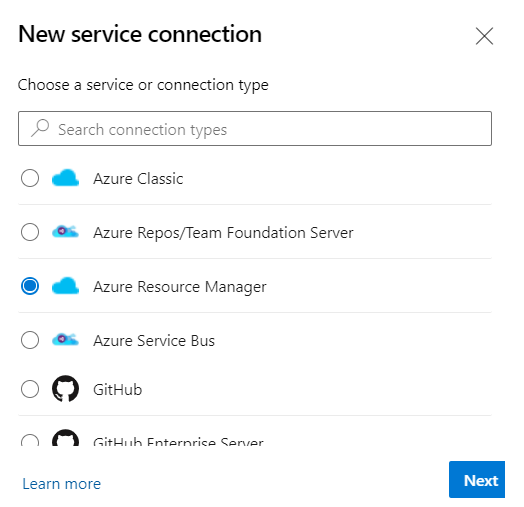 New service connection
Choose a service or connection type
Search connection types
Azure Classic
Azure Repos/Team Foundation Server
Azure Resource Manager
Azure Service Bus
GitHub
GitHub Enterprise Server
Learn more
Next